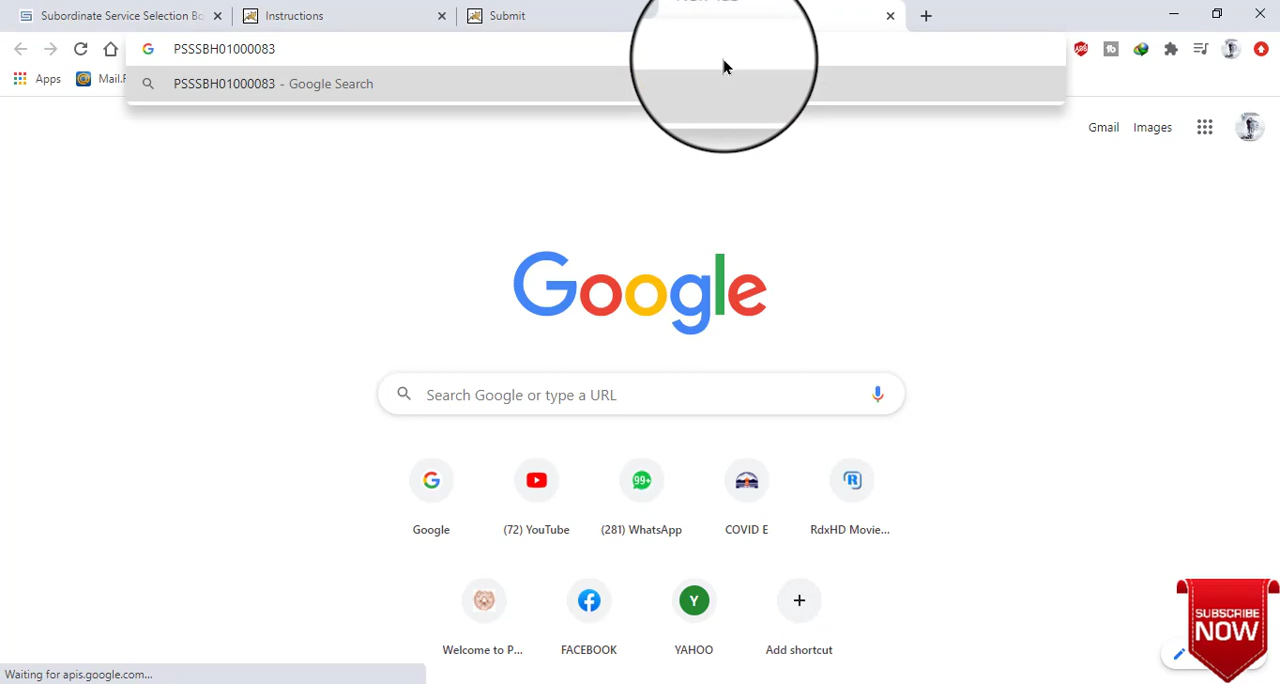 Subordinate Service Selection Bo
Instructions
Submit
PSSSBH01000083
PSSSBH01000083 - Google Search
Apps
Mail.R
Gmail
Images
Google
Search Google or type a URL
Google
(72) YouTube
99+
(281) WhatsApp
COVID E
R
RdxHD Movie...
Welcome to P...
FACEBOOK
Y
YAHOO
Add shortcut
SUBSCRIBE
NOW
Waiting for apis.google.com...